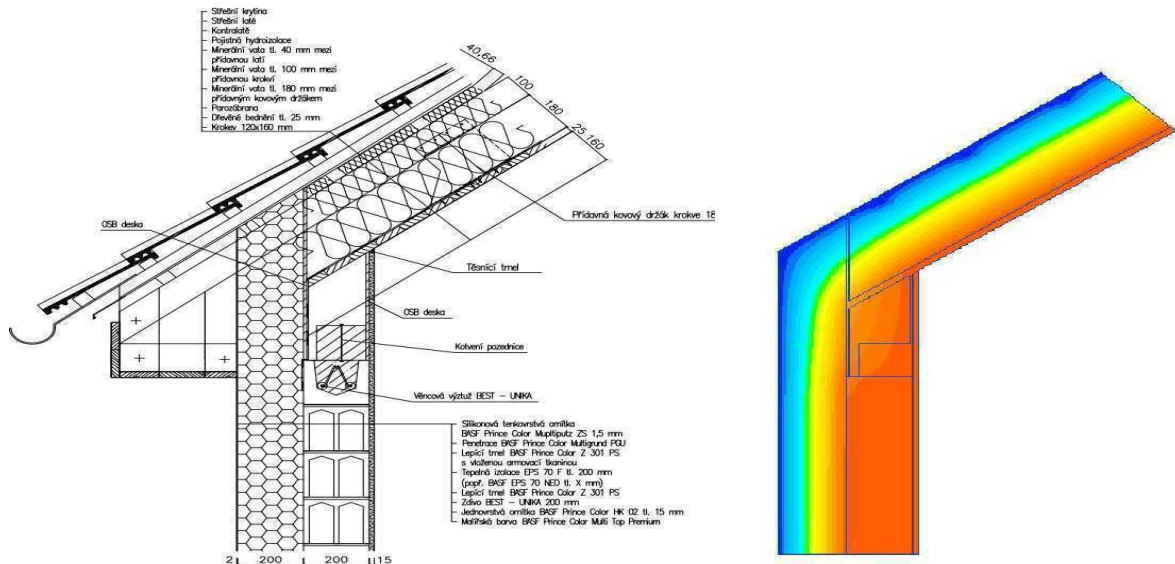 Střešní krytina
Střešní latě
Kontralatě
Pojistná hydroizolace
Minerální vata tl. 40 mm mezi
přídavnou latí
Minerální vata tl. 100 mm mezi
přídavnou krokví
Minerální vata tl. 180 mm mezi
přídavným kovovým držákem
Parozábrana
Dřevěné bednění tl. 25 mm
Krokev 120x160 mm
40,66
100
180
25,160
OSB deska
Přídavná kovový držák krokve 18
Těsnící tmel
OSB deska
Kotvení pozednice
Věncová výztuž BEST – UNIKA
Silikonová tenkovrstvá omítka
BASF Prince Color Mupltiputz ZS 1,5 mm
Penetrace BASF Prince Color Multigrund PGU
Lepící tmel BASF Prince Color Z 301 PS
s vloženou armovací tkaninou
Tepelná izolace EPS 70 F tl. 200 mm
(popř. BASF EPS 70 NEO tl. X mm)
Lepící tmel BASF Prince Color Z 301 PS
Zdivo BEST – UNIKA 200 mm
Jednovrstvá omítka BASF Prince Color HK 02 tl. 15 mm
Malířská barva BASF Prince Color Multi Top Premium
2 200 200 15